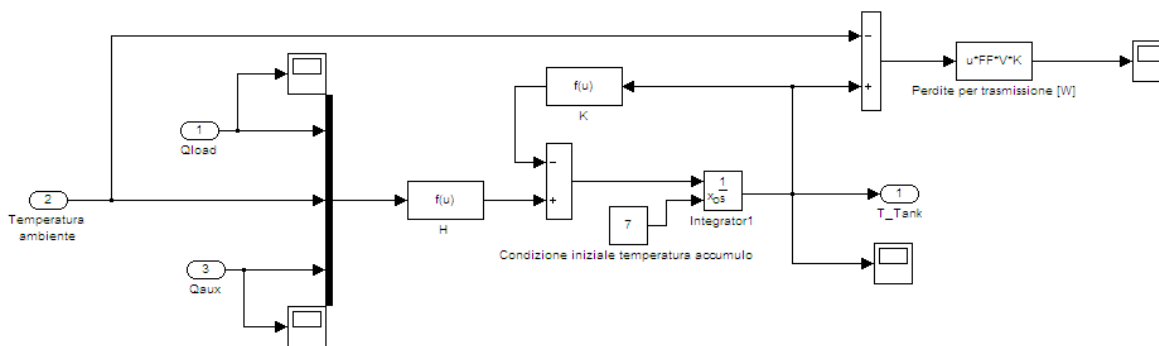 −
+
u*FF*V*K
Perdite per trasmissione [W]
f(u)
K
1
Qload
2
Temperatura
ambiente
f(u)
H
−
+
1
s
xo
Integrator1
7
Condizione iniziale temperatura accumulo
1
T_Tank
3
Qaux